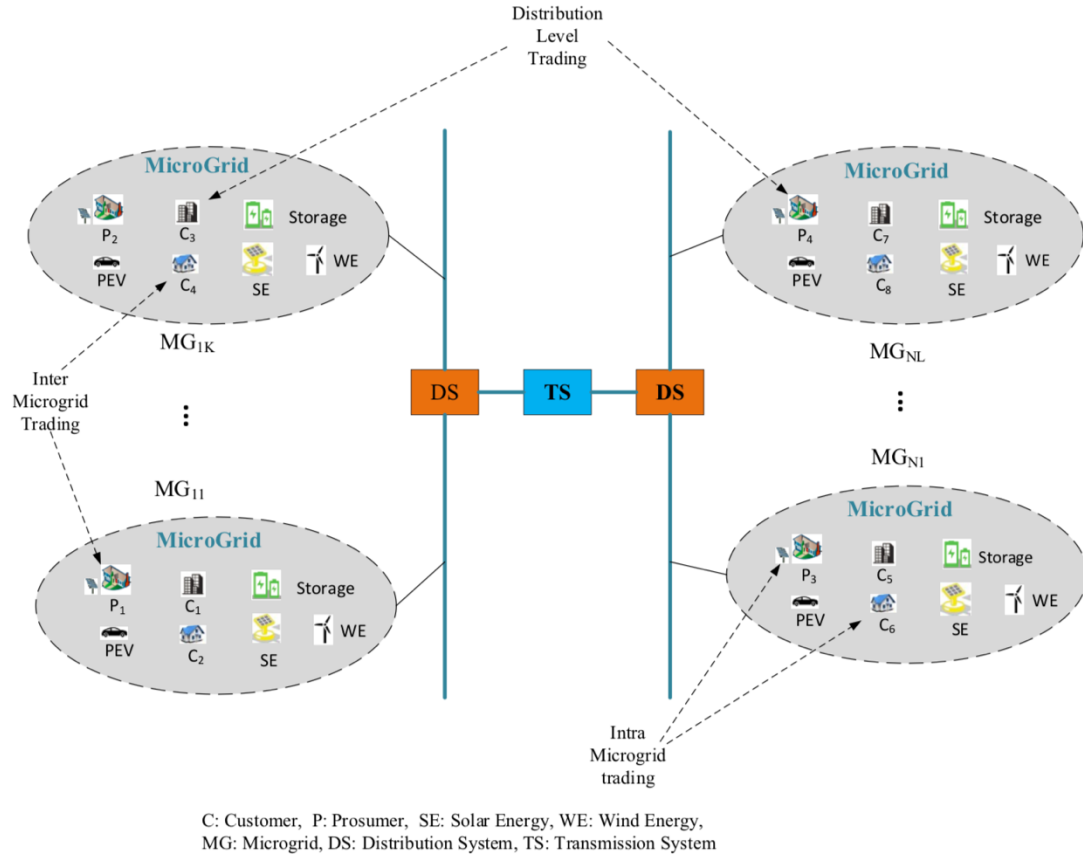 Distribution
Level
Trading
MicroGrid
P₂
C₃
Storage
PEV
C₄
SE
WE
MG₁ₖ
MicroGrid
P₄
C₇
Storage
PEV
C₈
SE
WE
MG_NL
Inter
Microgrid
Trading
DS
TS
DS
MG₁₁
MicroGrid
P₁
C₁
Storage
PEV
C₂
SE
WE
MG_N1
MicroGrid
P₃
C₅
Storage
PEV
C₆
SE
WE
Intra
Microgrid
trading
C: Customer, P: Prosumer, SE: Solar Energy, WE: Wind Energy,
MG: Microgrid, DS: Distribution System, TS: Transmission System